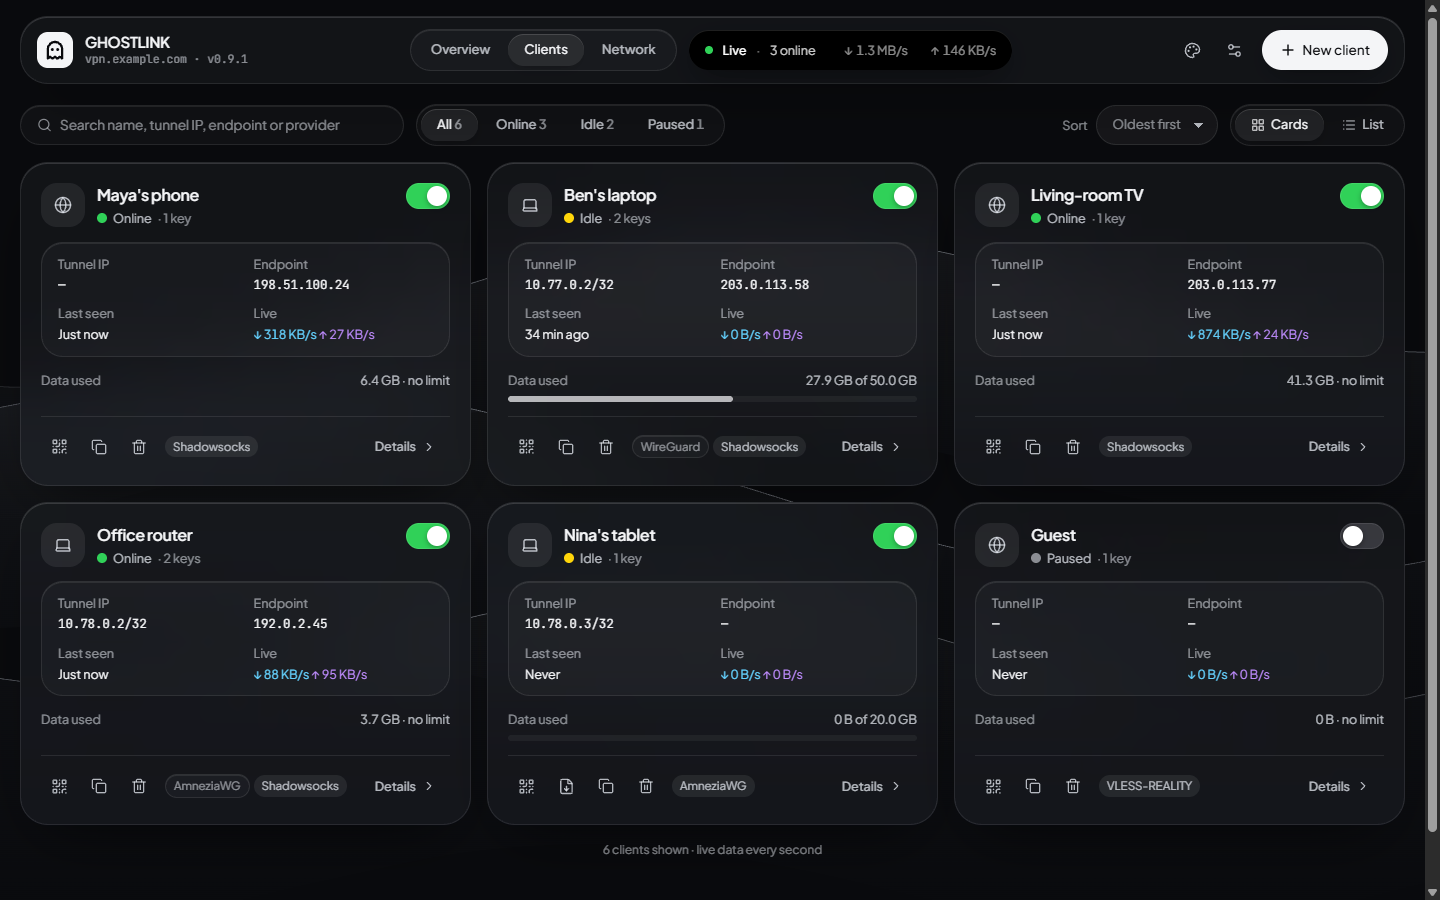 GHOSTLINK
vpn.example.com · v0.9.1
Overview
Clients
Network
Live · 3 online ↓ 1.3 MB/s ↑ 146 KB/s
New client
Search name, tunnel IP, endpoint or provider
All 6
Online 3
Idle 2
Paused 1
Sort
Oldest first
Cards
List
Maya's phone
Online · 1 key
Tunnel IP
Endpoint
–
198.51.100.24
Last seen
Live
Just now
↓ 318 KB/s ↑ 27 KB/s
Data used
6.4 GB · no limit
Shadowsocks
Details
Ben's laptop
Idle · 2 keys
Tunnel IP
Endpoint
10.77.0.2/32
203.0.113.58
Last seen
Live
34 min ago
↓ 0 B/s ↑ 0 B/s
Data used
27.9 GB of 50.0 GB
WireGuard
Shadowsocks
Details
Living-room TV
Online · 1 key
Tunnel IP
Endpoint
–
203.0.113.77
Last seen
Live
Just now
↓ 874 KB/s ↑ 24 KB/s
Data used
41.3 GB · no limit
Shadowsocks
Details
Office router
Online · 2 keys
Tunnel IP
Endpoint
10.78.0.2/32
192.0.2.45
Last seen
Live
Just now
↓ 88 KB/s ↑ 95 KB/s
Data used
3.7 GB · no limit
AmneziaWG
Shadowsocks
Details
Nina's tablet
Idle · 1 key
Tunnel IP
Endpoint
10.78.0.3/32
–
Last seen
Live
Never
↓ 0 B/s ↑ 0 B/s
Data used
0 B of 20.0 GB
AmneziaWG
Details
Guest
Paused · 1 key
Tunnel IP
Endpoint
–
–
Last seen
Live
Never
↓ 0 B/s ↑ 0 B/s
Data used
0 B · no limit
VLESS-REALITY
Details
6 clients shown · live data every second